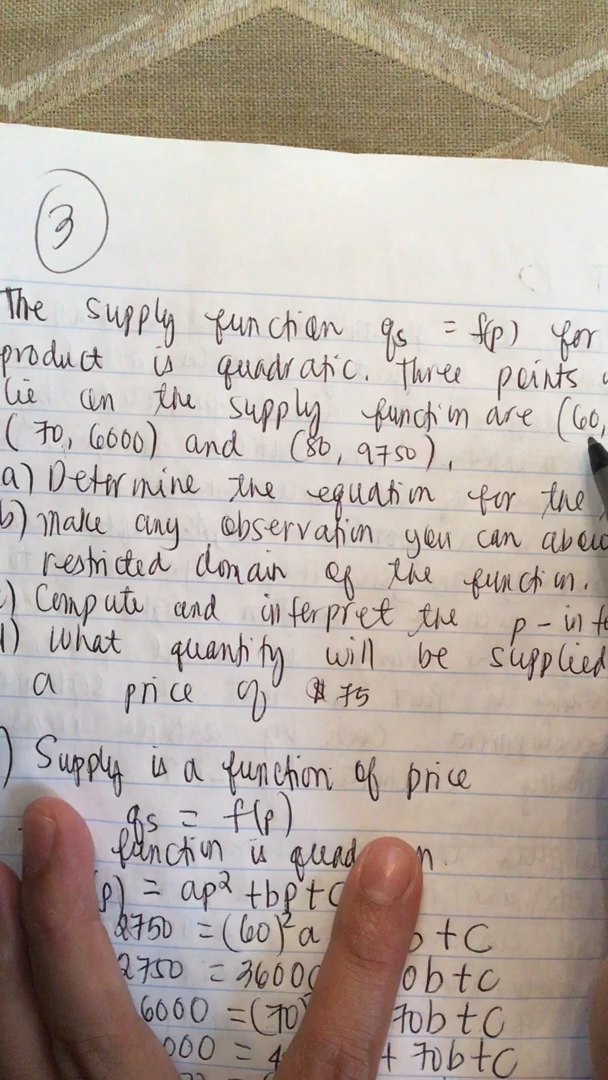 3
The supply function qs = f(p) for
product is quadratic. Three points
lie on the supply function are (60,
(70, 6000) and (80, 9750),
a) Determine the equation for the
b) make any observation you can
restricted domain of the function.
Compute and interpret the p-
What quantity will be supplied
a price of $75
Supply is a function of price
qs = f(p)
function is
p) = ap² + bp + c
2750 = (60)² a b + C
2750 = 3600 0b + c
6000 = (70) 70b + C
000 = 4 + 70b + C